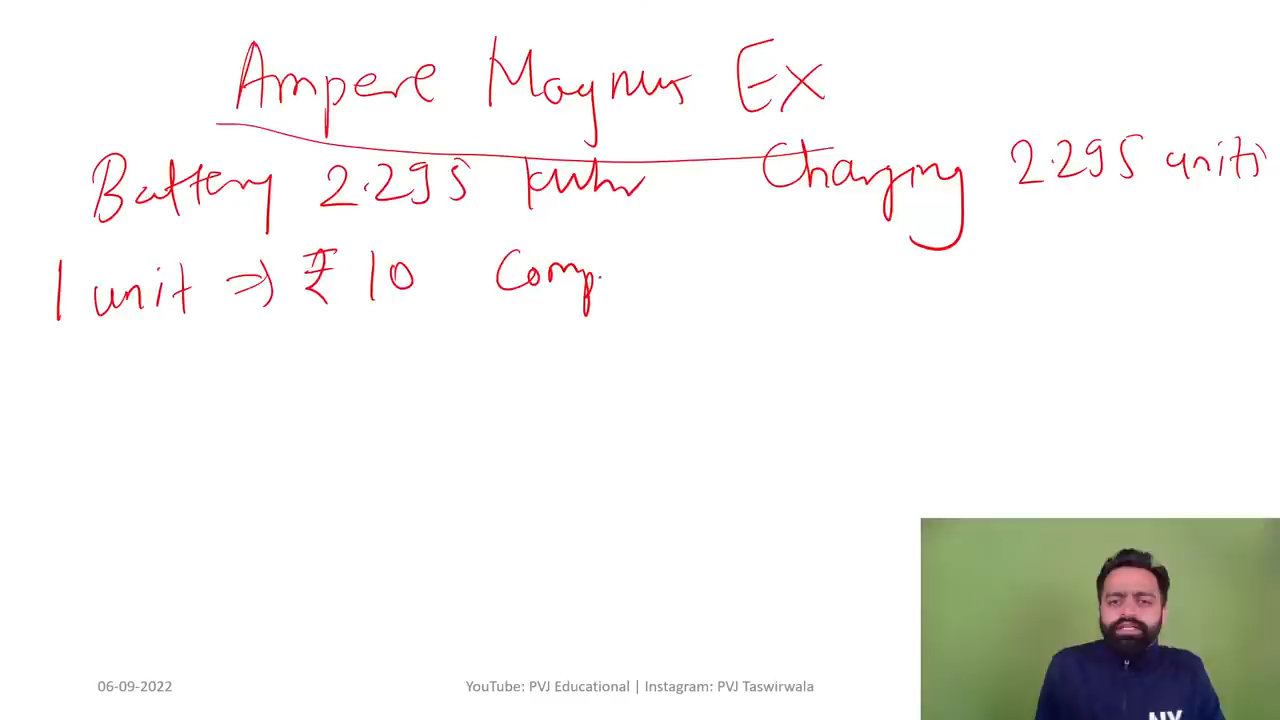 Ampere Magnus EX
Battery 2.295 kWhr Charging 2.295 units
1 unit ⇒ ₹ 10 Comp.
06-09-2022
YouTube: PVJ Educational | Instagram: PVJ Taswirwala